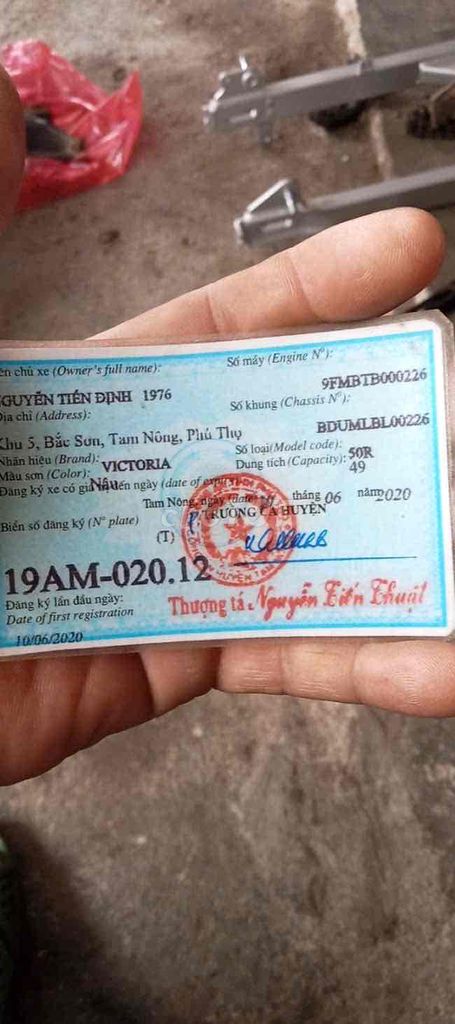 ên chủ xe (Owner's full name):
Số máy (Engine Nº):
GUYỄN TIẾN ĐỊNH 1976
9FMBTB000226
Địa chỉ (Address):
Số khung (Chassis Nº):
Khu 5, Bắc Sơn, Tam Nông, Phú Thọ
BDUMLBL00226
Nhãn hiệu (Brand): VICTORIA
Số loại (Model code): 50R
Màu sơn (Color): Nâu
Dung tích (Capacity): 49
Đăng ký xe có giá trị đến ngày (date of
Tam Nông, ngày (date) tháng 06 năm 2020
Biển số đăng ký (Nº plate)
(T) TRƯỞNG CA HUYỆN
19AM-020.12
Đăng ký lần đầu ngày:
Thượng tá Nguyễn Tiến Thuật
Date of first registration
10/06/2020